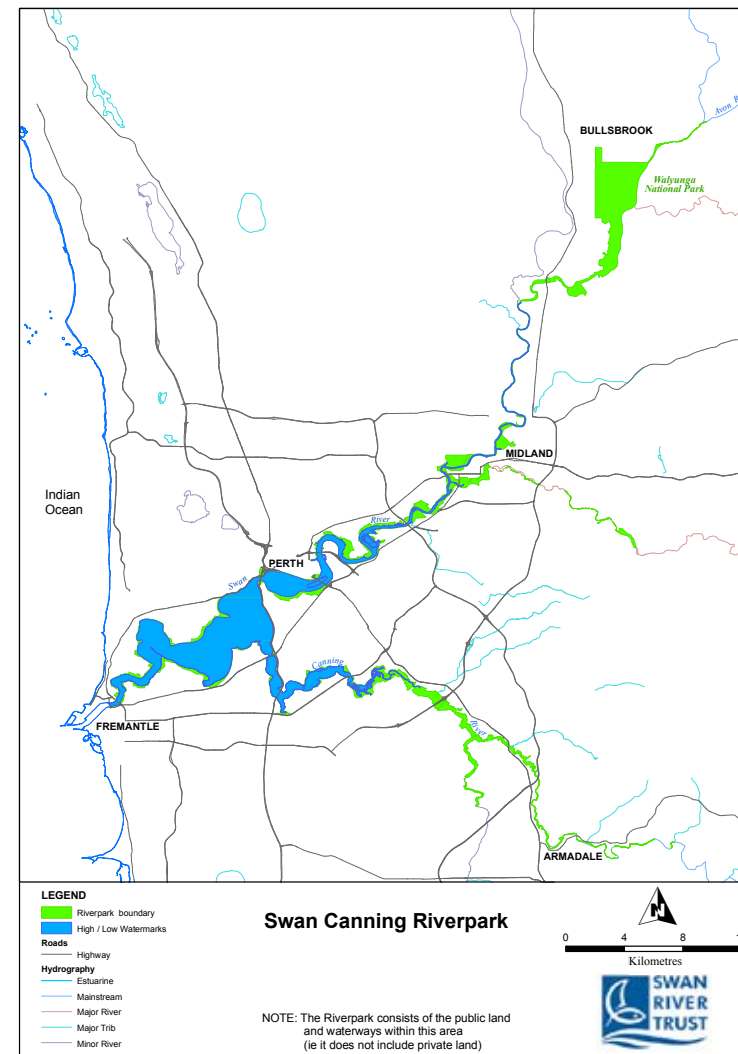 Avon R
BULLSBROOK
Walyunga
National Park
MIDLAND
Indian
Ocean
River
PERTH
Swan
Canning
FREMANTLE
River
ARMADALE
LEGEND
Riverpark boundary
High / Low Watermarks
Roads
Highway
Hydrography
Estuarine
Mainstream
Major River
Major Trib
Minor River
Swan Canning Riverpark
NOTE: The Riverpark consists of the public land
and waterways within this area
(ie it does not include private land)
N
0 4 8
Kilometres
SWAN
RIVER
TRUST